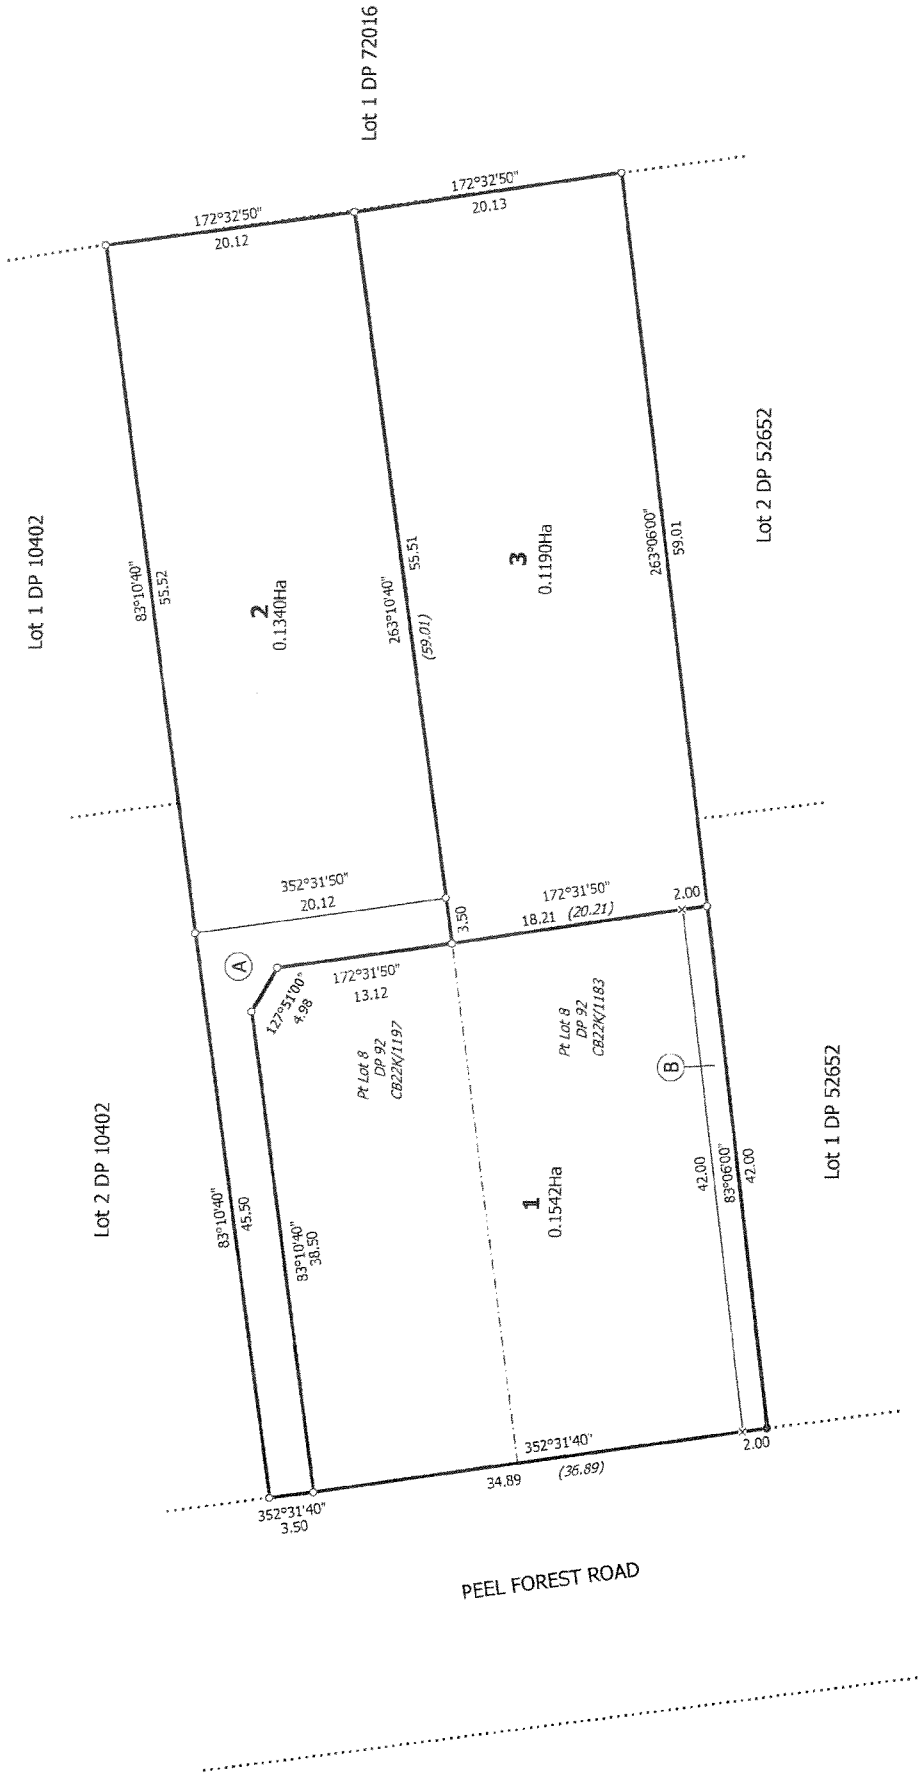 Lot 1 DP 72016
172°32'50"
20.12
172°32'50"
20.13
Lot 1 DP 10402
83°10'40"
55.52
2
0.1340Ha
263°10'40"
55.51
(59.01)
3
0.1190Ha
263°06'00"
59.01
Lot 2 DP 52652
352°31'50"
20.12
3.50
172°31'50"
18.21 (20.21)
2.00
A
127°51'00"
4.98
172°31'50"
13.12
Pt Lot 8
DP 92
CB22K/1197
Pt Lot 8
DP 92
CB22K/1183
B
Lot 2 DP 10402
83°10'40"
45.50
83°10'40"
38.50
1
0.1542Ha
42.00
83°06'00"
42.00
Lot 1 DP 52652
352°31'40"
3.50
352°31'40"
34.89 (36.89)
2.00
PEEL FOREST ROAD